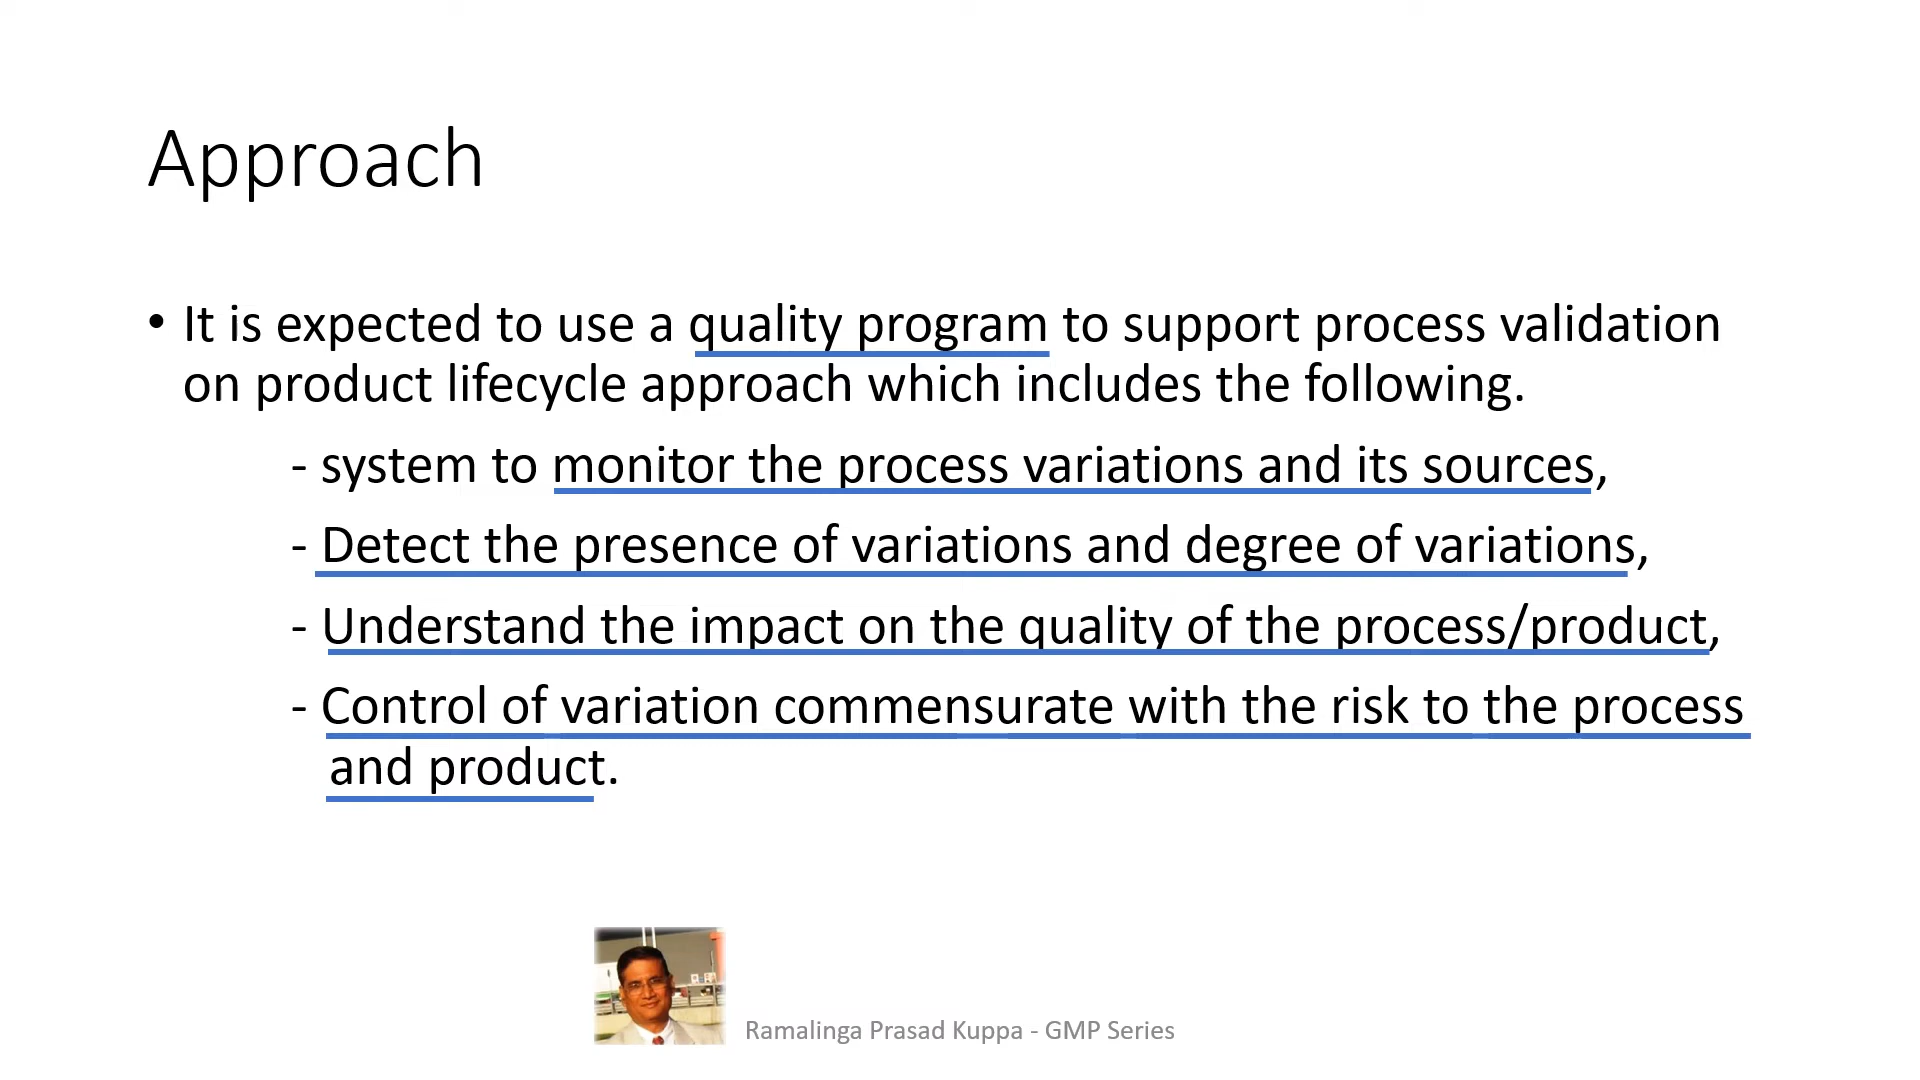 Approach
• It is expected to use a quality program to support process validation
on product lifecycle approach which includes the following.
- system to monitor the process variations and its sources,
- Detect the presence of variations and degree of variations,
- Understand the impact on the quality of the process/product,
- Control of variation commensurate with the risk to the process
and product.
Ramalinga Prasad Kuppa - GMP Series